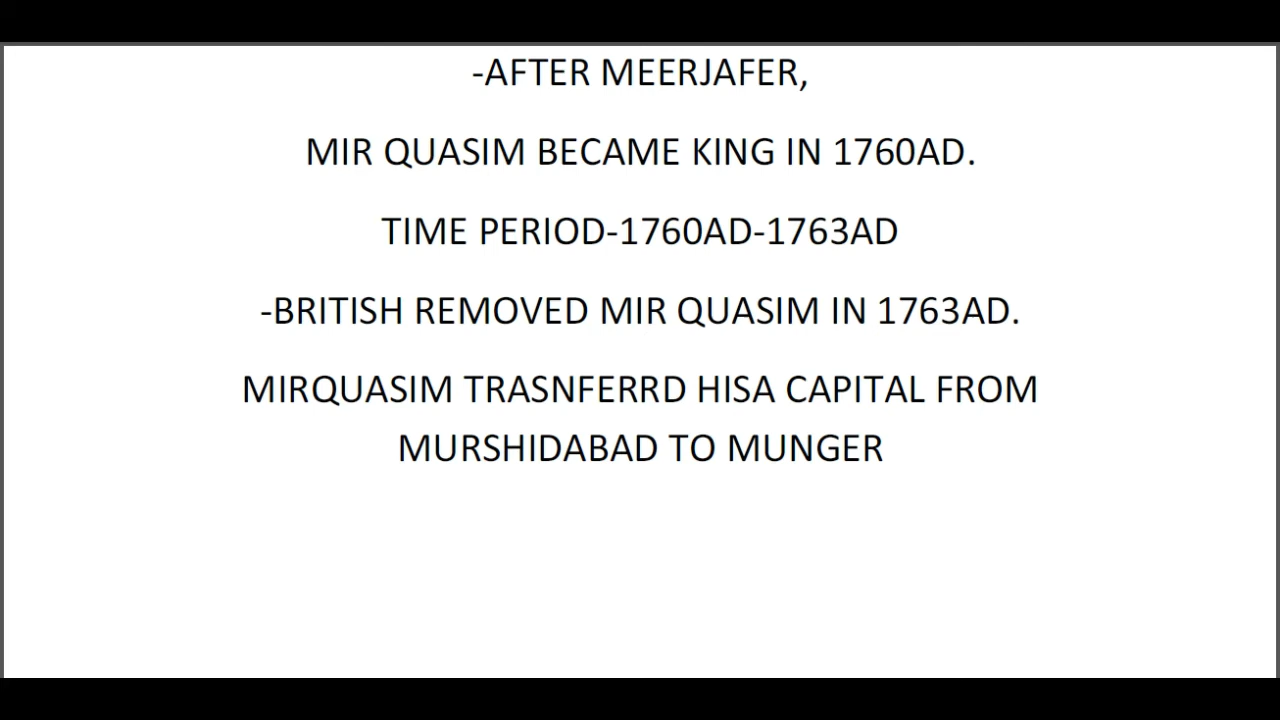 -AFTER MEERJAFER,
MIR QUASIM BECAME KING IN 1760AD.
TIME PERIOD-1760AD-1763AD
-BRITISH REMOVED MIR QUASIM IN 1763AD.
MIRQUASIM TRASNFERRD HISA CAPITAL FROM
MURSHIDABAD TO MUNGER